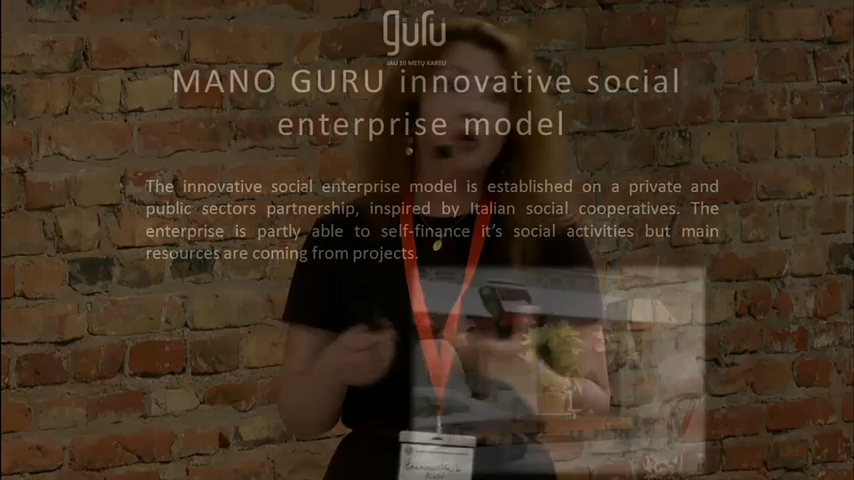 guru
JAU 10 METŲ KARTU
MANO GURU innovative social
enterprise model
The innovative social enterprise model is established on a private and
public sectors partnership, inspired by Italian social cooperatives. The
enterprise is partly able to self-finance it's social activities but main
resources are coming from projects.